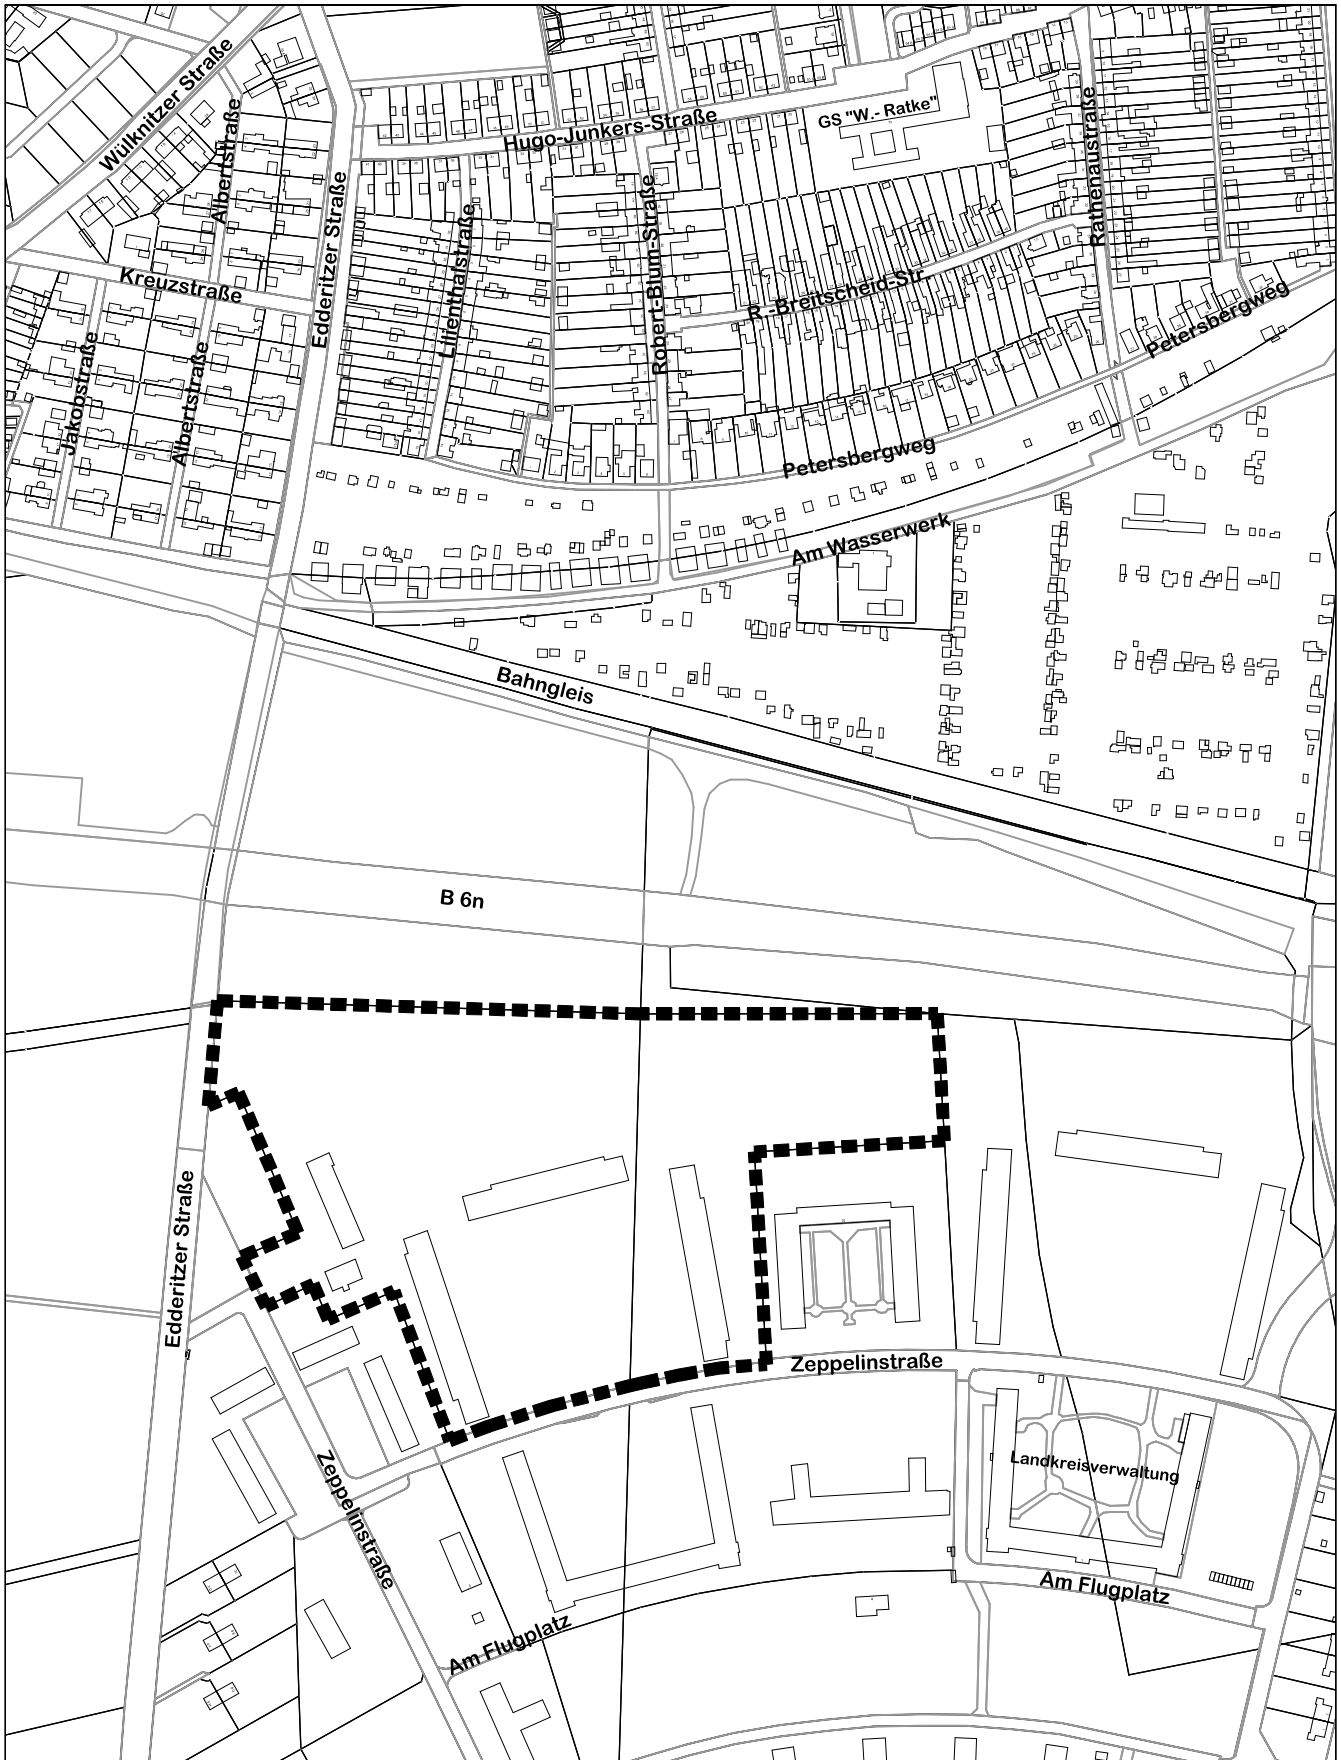 Wülknitzer Straße
Albertstraße
Hugo-Junkers-Straße
GS "W.- Ratke"
Rathenaustraße
Edderitzer Straße
Lilienthalstraße
Robert-Blum-Straße
Kreuzstraße
R.-Breitscheid-Str.
Petersbergweg
Jakobstraße
Albertstraße
Petersbergweg
Am Wasserwerk
Bahngleis
B 6n
Edderitzer Straße
Zeppelinstraße
Landkreisverwaltung
Zeppelinstraße
Am Flugplatz
Am Flugplatz